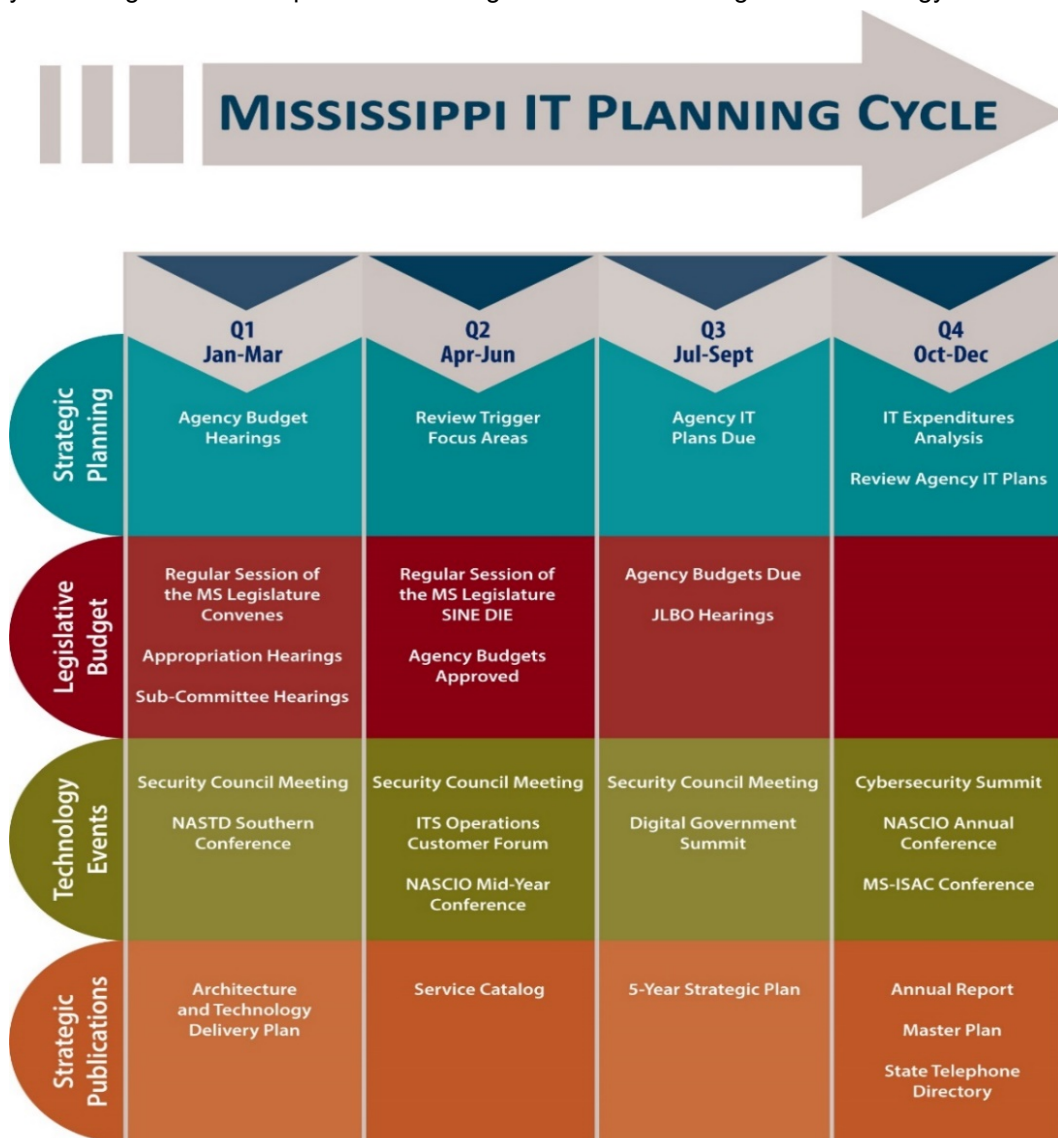 MISSISSIPPI IT PLANNING CYCLE
Q1
Jan-Mar
Q2
Apr-Jun
Q3
Jul-Sept
Q4
Oct-Dec
Strategic
Planning
Agency Budget
Hearings
Review Trigger
Focus Areas
Agency IT
Plans Due
IT Expenditures
Analysis
Review Agency IT Plans
Legislative
Budget
Regular Session of
the MS Legislature
Convenes
Appropriation Hearings
Sub-Committee Hearings
Regular Session of
the MS Legislature
SINE DIE
Agency Budgets
Approved
Agency Budgets Due
JLBO Hearings
Technology
Events
Security Council Meeting
NASTD Southern
Conference
Security Council Meeting
ITS Operations
Customer Forum
NASCIO Mid-Year
Conference
Security Council Meeting
Digital Government
Summit
Cybersecurity Summit
NASCIO Annual
Conference
MS-ISAC Conference
Strategic
Publications
Architecture
and Technology
Delivery Plan
Service Catalog
5-Year Strategic Plan
Annual Report
Master Plan
State Telephone
Directory